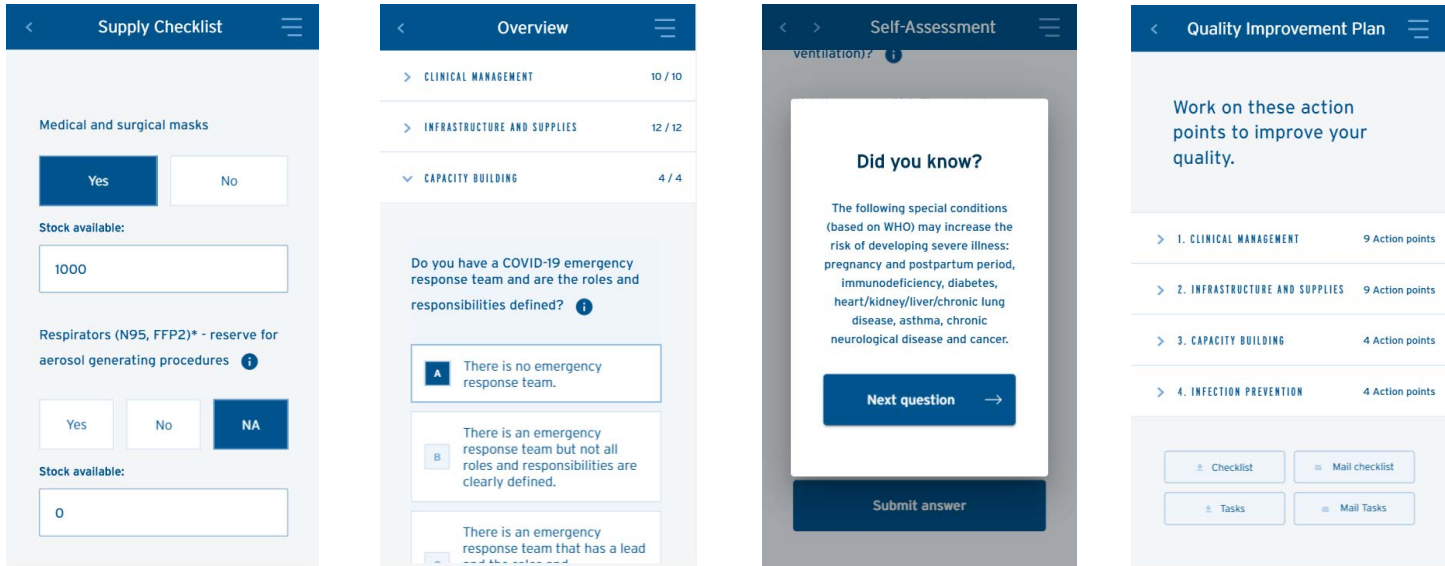 Supply Checklist
Medical and surgical masks
Yes
No
Stock available:
1000
Respirators (N95, FFP2)* - reserve for
aerosol generating procedures
Yes
No
NA
Stock available:
0
Overview
CLINICAL MANAGEMENT 10 / 10
INFRASTRUCTURE AND SUPPLIES 12 / 12
CAPACITY BUILDING 4 / 4
Do you have a COVID-19 emergency
response team and are the roles and
responsibilities defined?
A
There is no emergency
response team.
B
There is an emergency
response team but not all
roles and responsibilities are
clearly defined.
There is an emergency
response team that has a lead
Self-Assessment
ventilation)?
Did you know?
The following special conditions
(based on WHO) may increase the
risk of developing severe illness:
pregnancy and postpartum period,
immunodeficiency, diabetes,
heart/kidney/liver/chronic lung
disease, asthma, chronic
neurological disease and cancer.
Next question
Submit answer
Quality Improvement Plan
Work on these action
points to improve your
quality.
1. CLINICAL MANAGEMENT 9 Action points
2. INFRASTRUCTURE AND SUPPLIES 9 Action points
3. CAPACITY BUILDING 4 Action points
4. INFECTION PREVENTION 4 Action points
Checklist
Mail checklist
Tasks
Mail Tasks